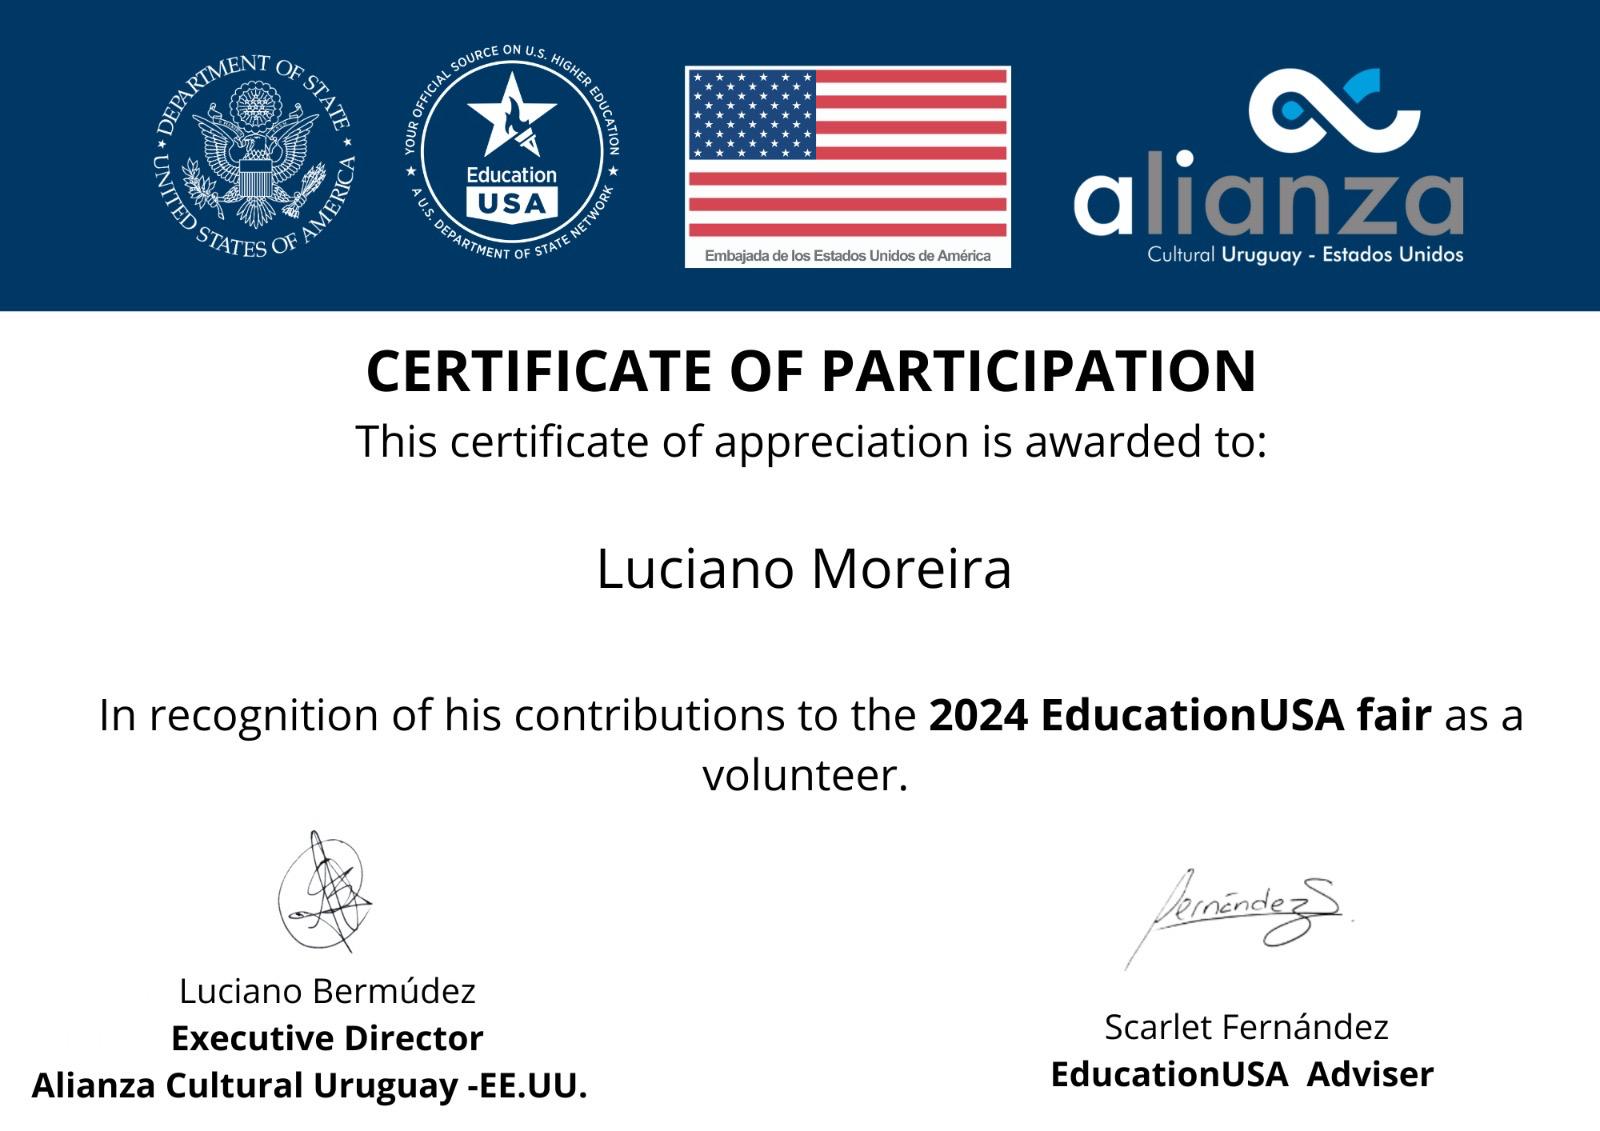 DEPARTMENT OF STATE
UNITED STATES OF AMERICA
YOUR OFFICIAL SOURCE ON U.S. HIGHER EDUCATION
A U.S. DEPARTMENT OF STATE NETWORK
Education
USA
Embajada de los Estados Unidos de América
alianza
Cultural Uruguay - Estados Unidos
CERTIFICATE OF PARTICIPATION
This certificate of appreciation is awarded to:
Luciano Moreira
In recognition of his contributions to the 2024 EducationUSA fair as a
volunteer.
Fernández S.
Luciano Bermúdez
Executive Director
Alianza Cultural Uruguay -EE.UU.
Scarlet Fernández
EducationUSA Adviser